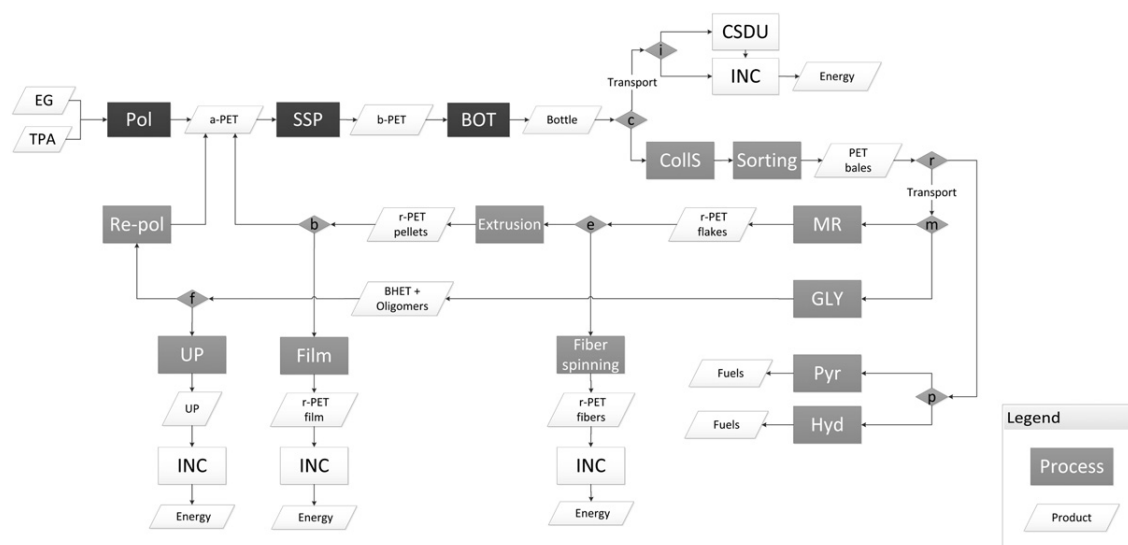 CSDU
i
INC
Energy
Transport
EG
TPA
Pol
a-PET
SSP
b-PET
BOT
Bottle
c
CollS
Sorting
PET
bales
r
Transport
Re-pol
b
r-PET
pellets
Extrusion
e
r-PET
flakes
MR
m
f
BHET +
Oligomers
GLY
UP
Film
Fiber
spinning
Fuels
Pyr
p
UP
r-PET
film
r-PET
fibers
Fuels
Hyd
INC
INC
INC
Energy
Energy
Energy
Legend
Process
Product